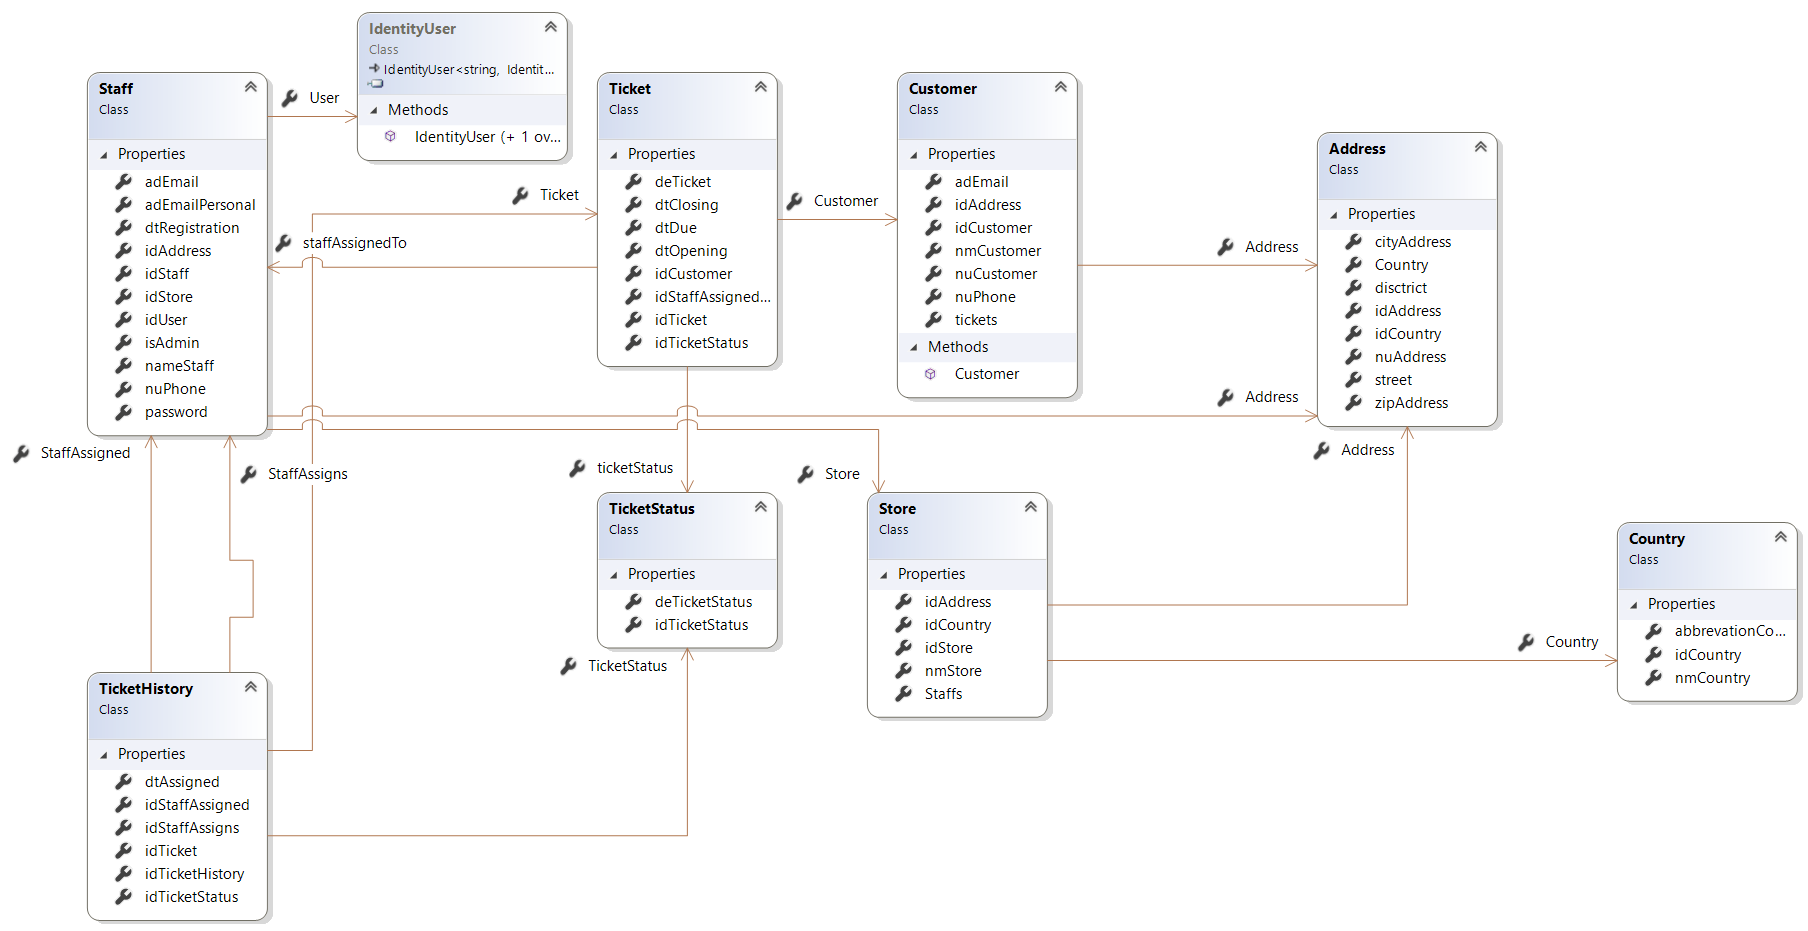 IdentityUser
Class
IdentityUser<string, Identit...
Methods
IdentityUser (+ 1 ov...
Staff
Class
Properties
adEmail
adEmailPersonal
dtRegistration
idAddress
idStaff
idStore
idUser
isAdmin
nameStaff
nuPhone
password
User
Ticket
staffAssignedTo
Ticket
Class
Properties
deTicket
dtClosing
dtDue
dtOpening
idCustomer
idStaffAssigned...
idTicket
idTicketStatus
Customer
Customer
Class
Properties
adEmail
idAddress
idCustomer
nmCustomer
nuCustomer
nuPhone
tickets
Methods
Customer
Address
Address
Address
Class
Properties
cityAddress
Country
disctrict
idAddress
idCountry
nuAddress
street
zipAddress
Address
StaffAssigned
StaffAssigns
ticketStatus
Store
TicketStatus
Class
Properties
deTicketStatus
idTicketStatus
TicketStatus
Store
Class
Properties
idAddress
idCountry
idStore
nmStore
Staffs
Country
Country
Class
Properties
abbrevationCo...
idCountry
nmCountry
TicketHistory
Class
Properties
dtAssigned
idStaffAssigned
idStaffAssigns
idTicket
idTicketHistory
idTicketStatus